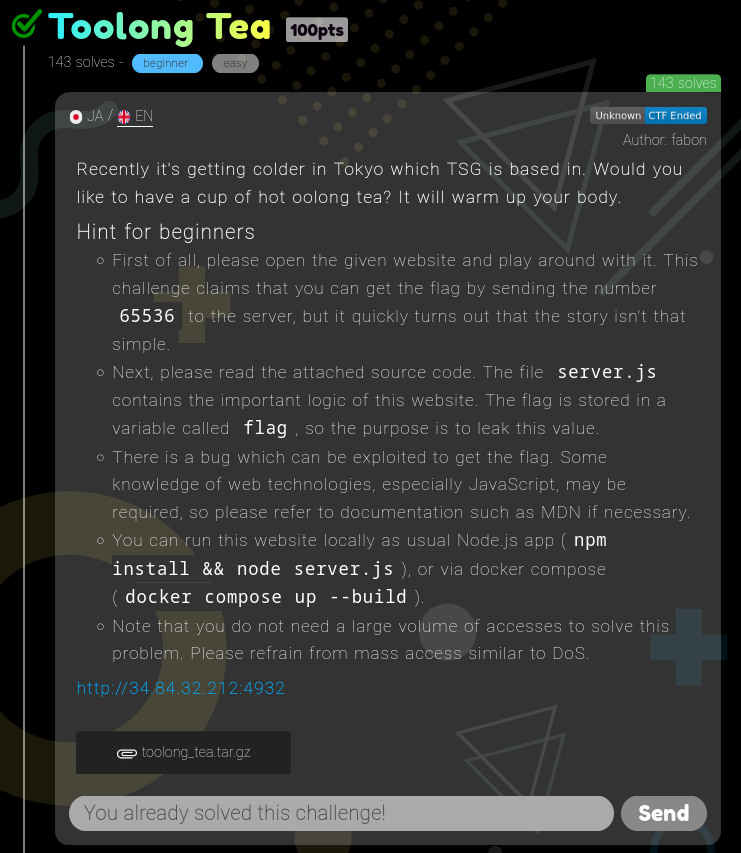 Toolong Tea 100pts
143 solves - beginner easy
143 solves
JA / EN
Unknown CTF Ended
Author: fabon
Recently it's getting colder in Tokyo which TSG is based in. Would you
like to have a cup of hot oolong tea? It will warm up your body.
Hint for beginners
First of all, please open the given website and play around with it. This
challenge claims that you can get the flag by sending the number
65536 to the server, but it quickly turns out that the story isn't that
simple.
Next, please read the attached source code. The file server.js
contains the important logic of this website. The flag is stored in a
variable called flag , so the purpose is to leak this value.
There is a bug which can be exploited to get the flag. Some
knowledge of web technologies, especially JavaScript, may be
required, so please refer to documentation such as MDN if necessary.
You can run this website locally as usual Node.js app ( npm
install && node server.js ), or via docker compose
( docker compose up --build ).
Note that you do not need a large volume of accesses to solve this
problem. Please refrain from mass access similar to DoS.
http://34.84.32.212:4932
toolong_tea.tar.gz
You already solved this challenge! Send